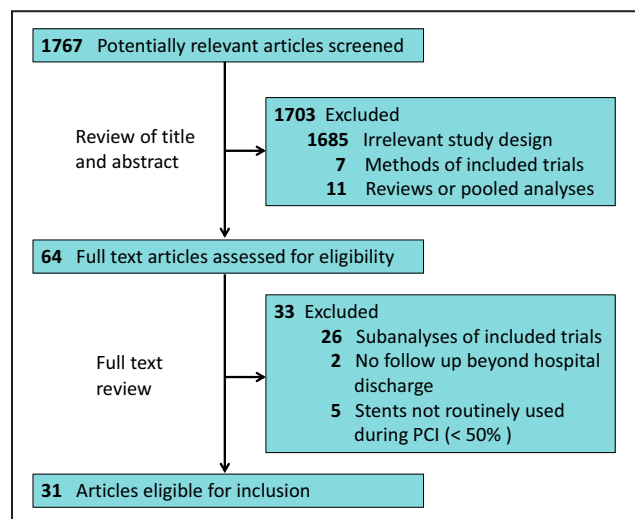 1767 Potentially relevant articles screened
Review of title
and abstract
1703 Excluded
1685 Irrelevant study design
7 Methods of included trials
11 Reviews or pooled analyses
64 Full text articles assessed for eligibility
33 Excluded
26 Subanalyses of included trials
2 No follow up beyond hospital
discharge
5 Stents not routinely used
during PCI (< 50% )
Full text
review
31 Articles eligible for inclusion